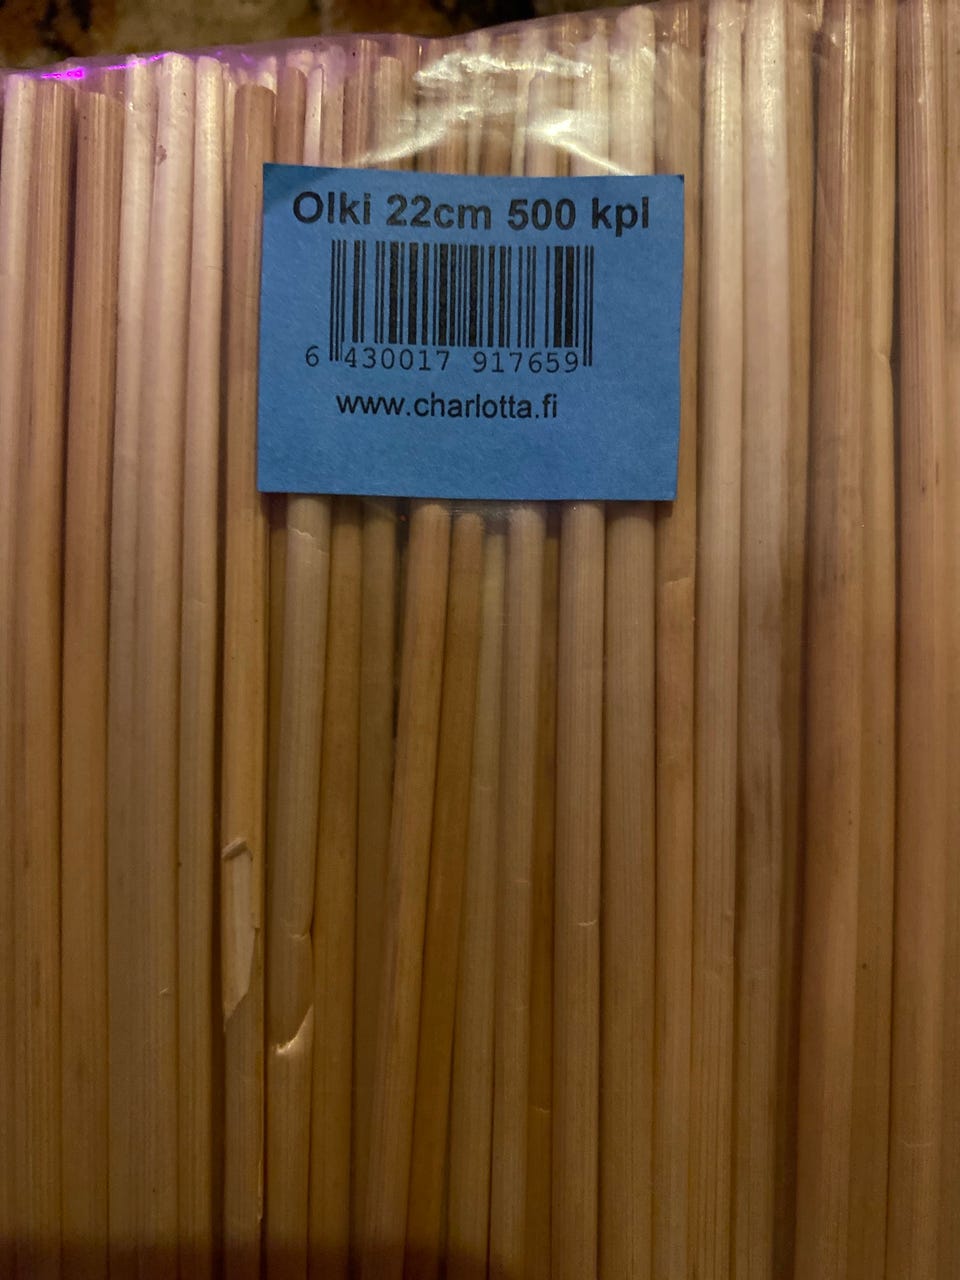 Olki 22cm 500 kpl
6 430017 917659
www.charlotta.fi